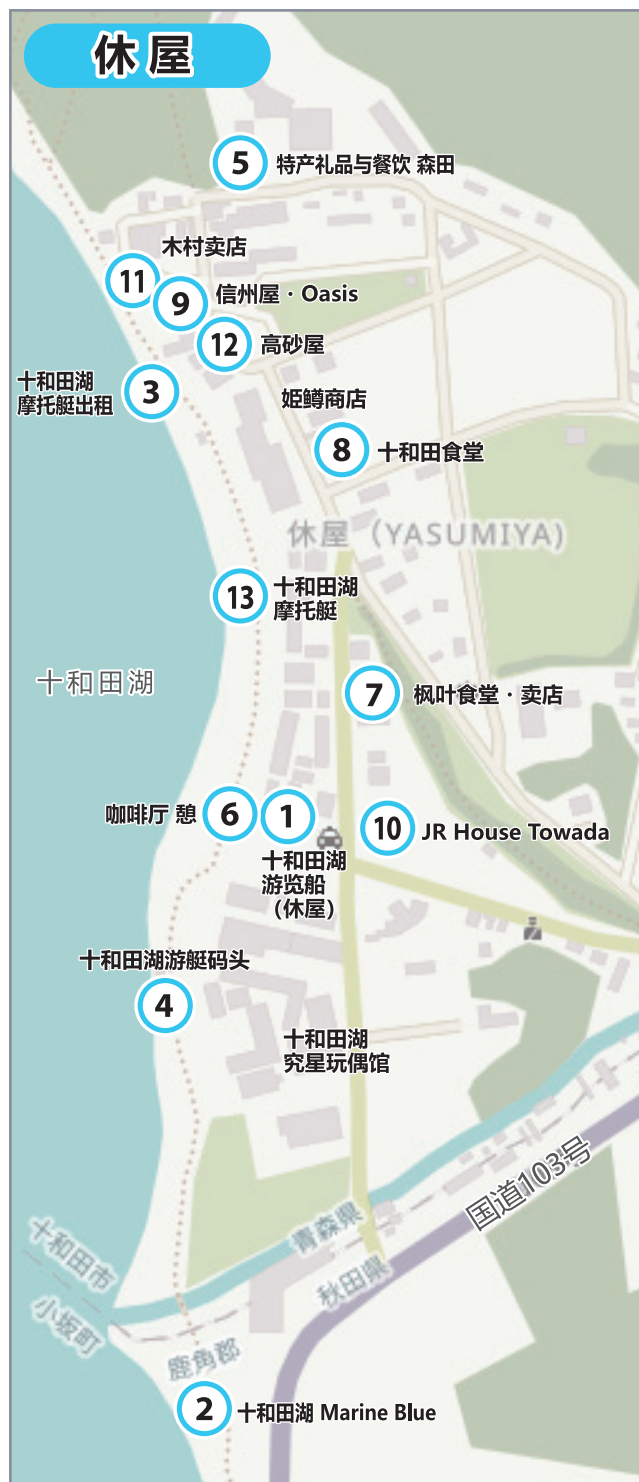 休屋
5 特产礼品与餐饮 森田
木村卖店
11
9 信州屋·Oasis
12 高砂屋
十和田湖
摩托艇出租
3
姫鳟商店
8 十和田食堂
休屋（YASUMIYA)
13 十和田湖
摩托艇
十和田湖
7 枫叶食堂·卖店
咖啡厅 憩 6
1
十和田湖
游览船
（休屋）
10 JR House Towada
十和田湖游艇码头
4
十和田湖
究星玩偶馆
国道103号
青森県
秋田県
十和田市
小坂町
鹿角郡
2 十和田湖 Marine Blue